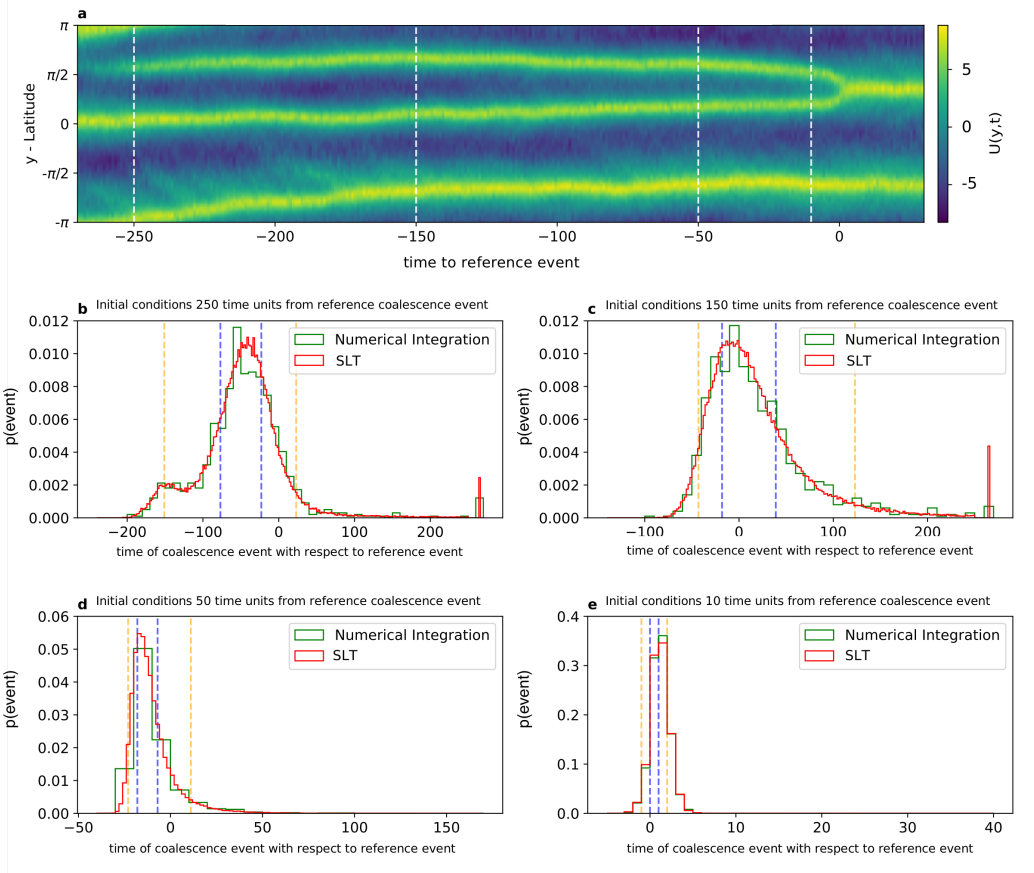 a
π
π/2
0
-π/2
-π
y - Latitude
−250
−200
−150
−100
−50
0
time to reference event
5
0
-5
U(y,t)
b Initial conditions 250 time units from reference coalescence event
0.012
0.010
0.008
0.006
0.004
0.002
0.000
p(event)
Numerical Integration
SLT
−200
−100
0
100
200
time of coalescence event with respect to reference event
c Initial conditions 150 time units from reference coalescence event
0.012
0.010
0.008
0.006
0.004
0.002
0.000
p(event)
Numerical Integration
SLT
−100
0
100
200
time of coalescence event with respect to reference event
d Initial conditions 50 time units from reference coalescence event
0.06
0.05
0.04
0.03
0.02
0.01
0.00
p(event)
Numerical Integration
SLT
−50
0
50
100
150
time of coalescence event with respect to reference event
e Initial conditions 10 time units from reference coalescence event
0.4
0.3
0.2
0.1
0.0
p(event)
Numerical Integration
SLT
0
10
20
30
40
time of coalescence event with respect to reference event